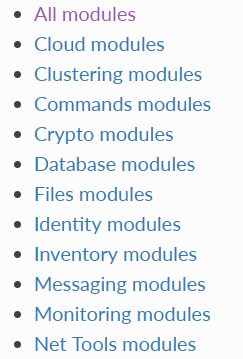 All modules
Cloud modules
Clustering modules
Commands modules
Crypto modules
Database modules
Files modules
Identity modules
Inventory modules
Messaging modules
Monitoring modules
Net Tools modules